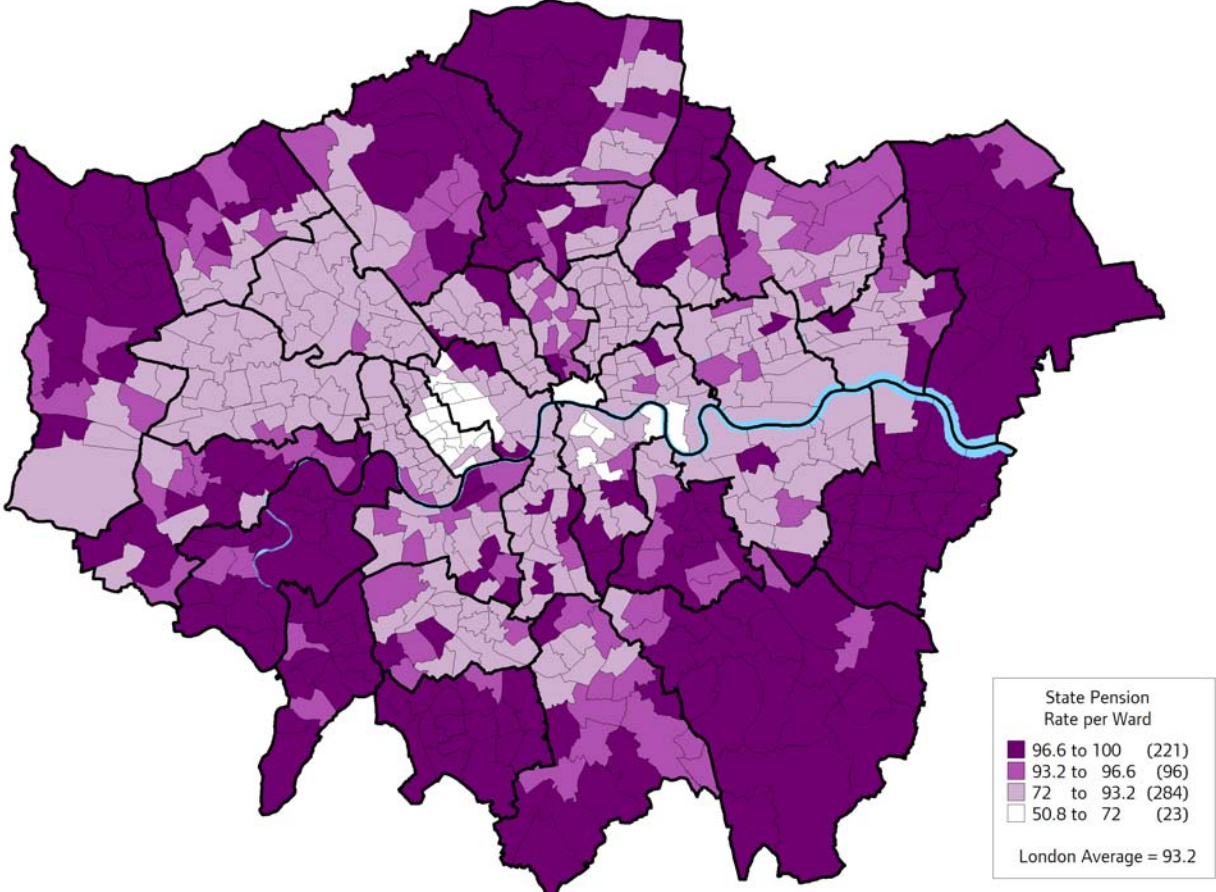 State Pension
Rate per Ward
96.6 to 100 (221)
93.2 to 96.6 (96)
72 to 93.2 (284)
50.8 to 72 (23)
London Average = 93.2